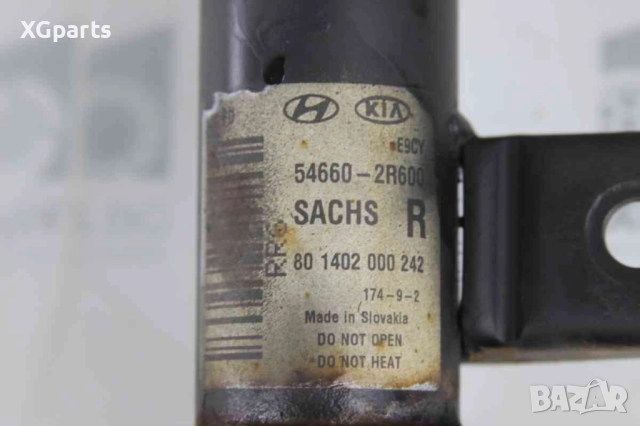 XGparts
KIA
E9CY
54660-2R600
SACHS R
80 1402 000 242
174-9-2
Made in Slovakia
DO NOT OPEN
DO NOT HEAT
BAZAR